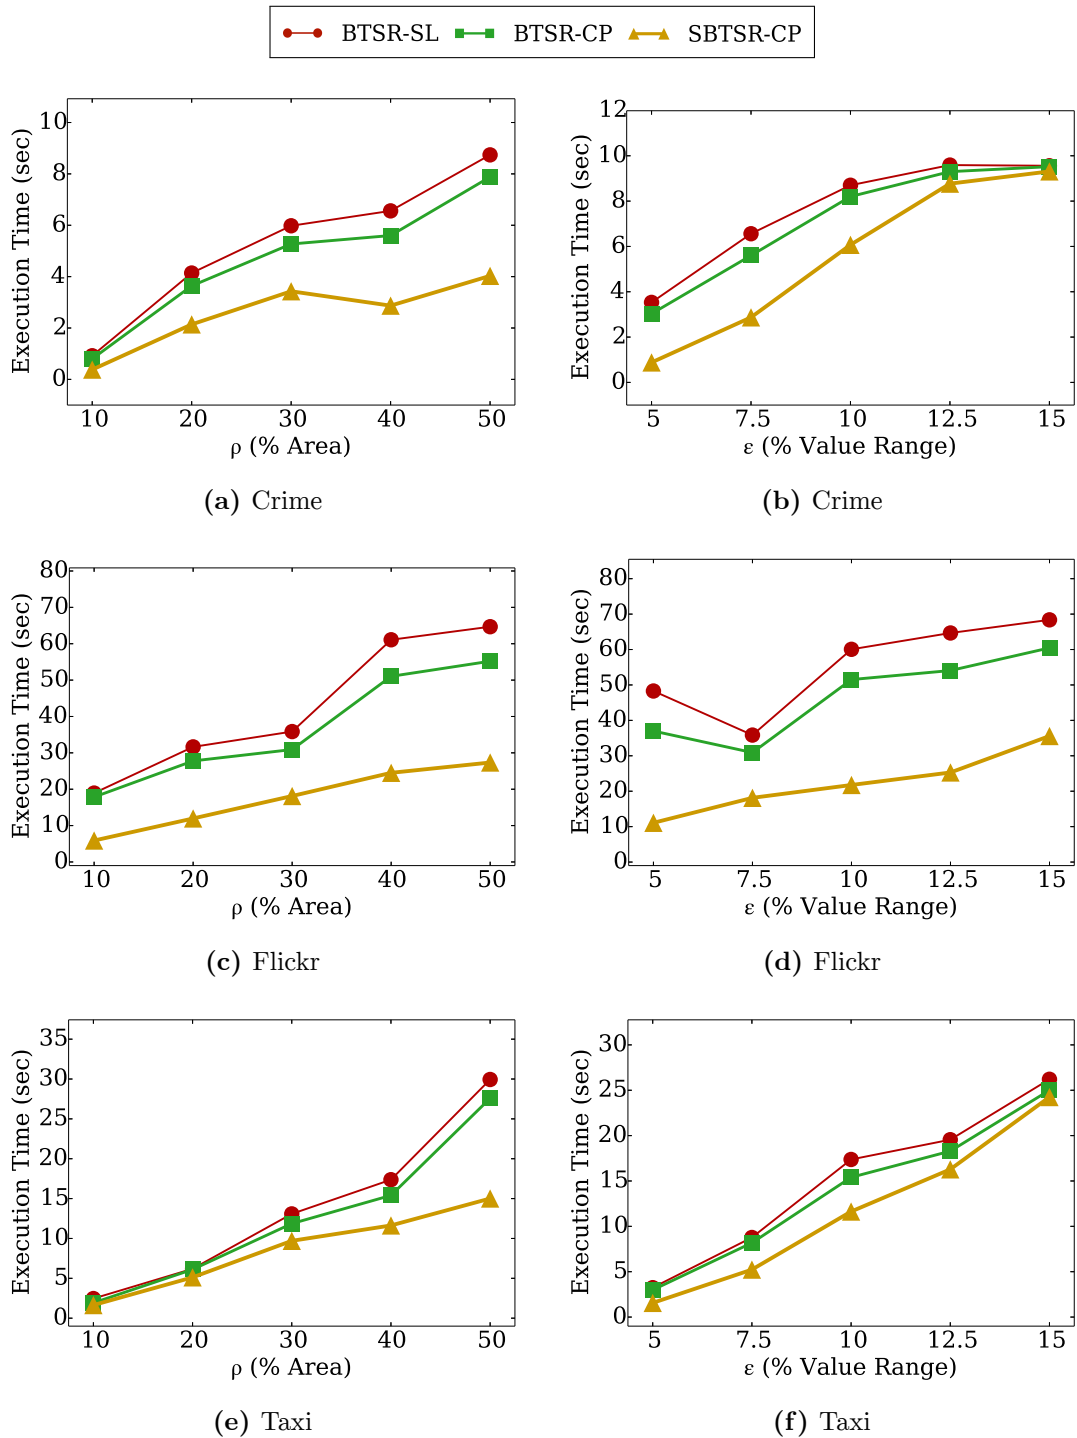 BTSR-SL BTSR-CP SBTSR-CP
Execution Time (sec)
10
8
6
4
2
0
10 20 30 40 50
ρ (% Area)
(a) Crime
Execution Time (sec)
12
10
8
6
4
2
0
5 7.5 10 12.5 15
ε (% Value Range)
(b) Crime
Execution Time (sec)
80
70
60
50
40
30
20
10
0
10 20 30 40 50
ρ (% Area)
(c) Flickr
Execution Time (sec)
80
70
60
50
40
30
20
10
0
5 7.5 10 12.5 15
ε (% Value Range)
(d) Flickr
Execution Time (sec)
35
30
25
20
15
10
5
0
10 20 30 40 50
ρ (% Area)
(e) Taxi
Execution Time (sec)
30
25
20
15
10
5
0
5 7.5 10 12.5 15
ε (% Value Range)
(f) Taxi